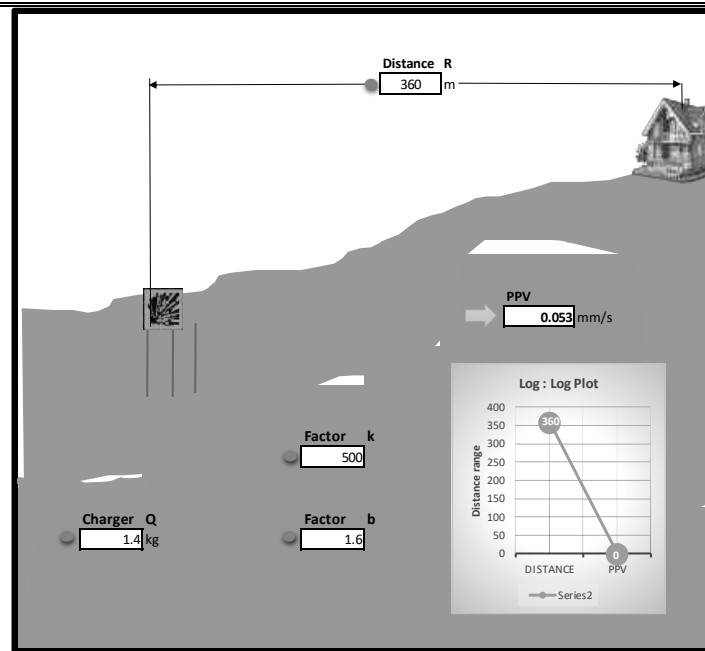 Distance R
360 m
PPV
0.053 mm/s
Log : Log Plot
Distance range
400
350
300
250
200
150
100
50
0
360
0
DISTANCE PPV
Series2
Factor k
500
Charger Q
1.4 kg
Factor b
1.6